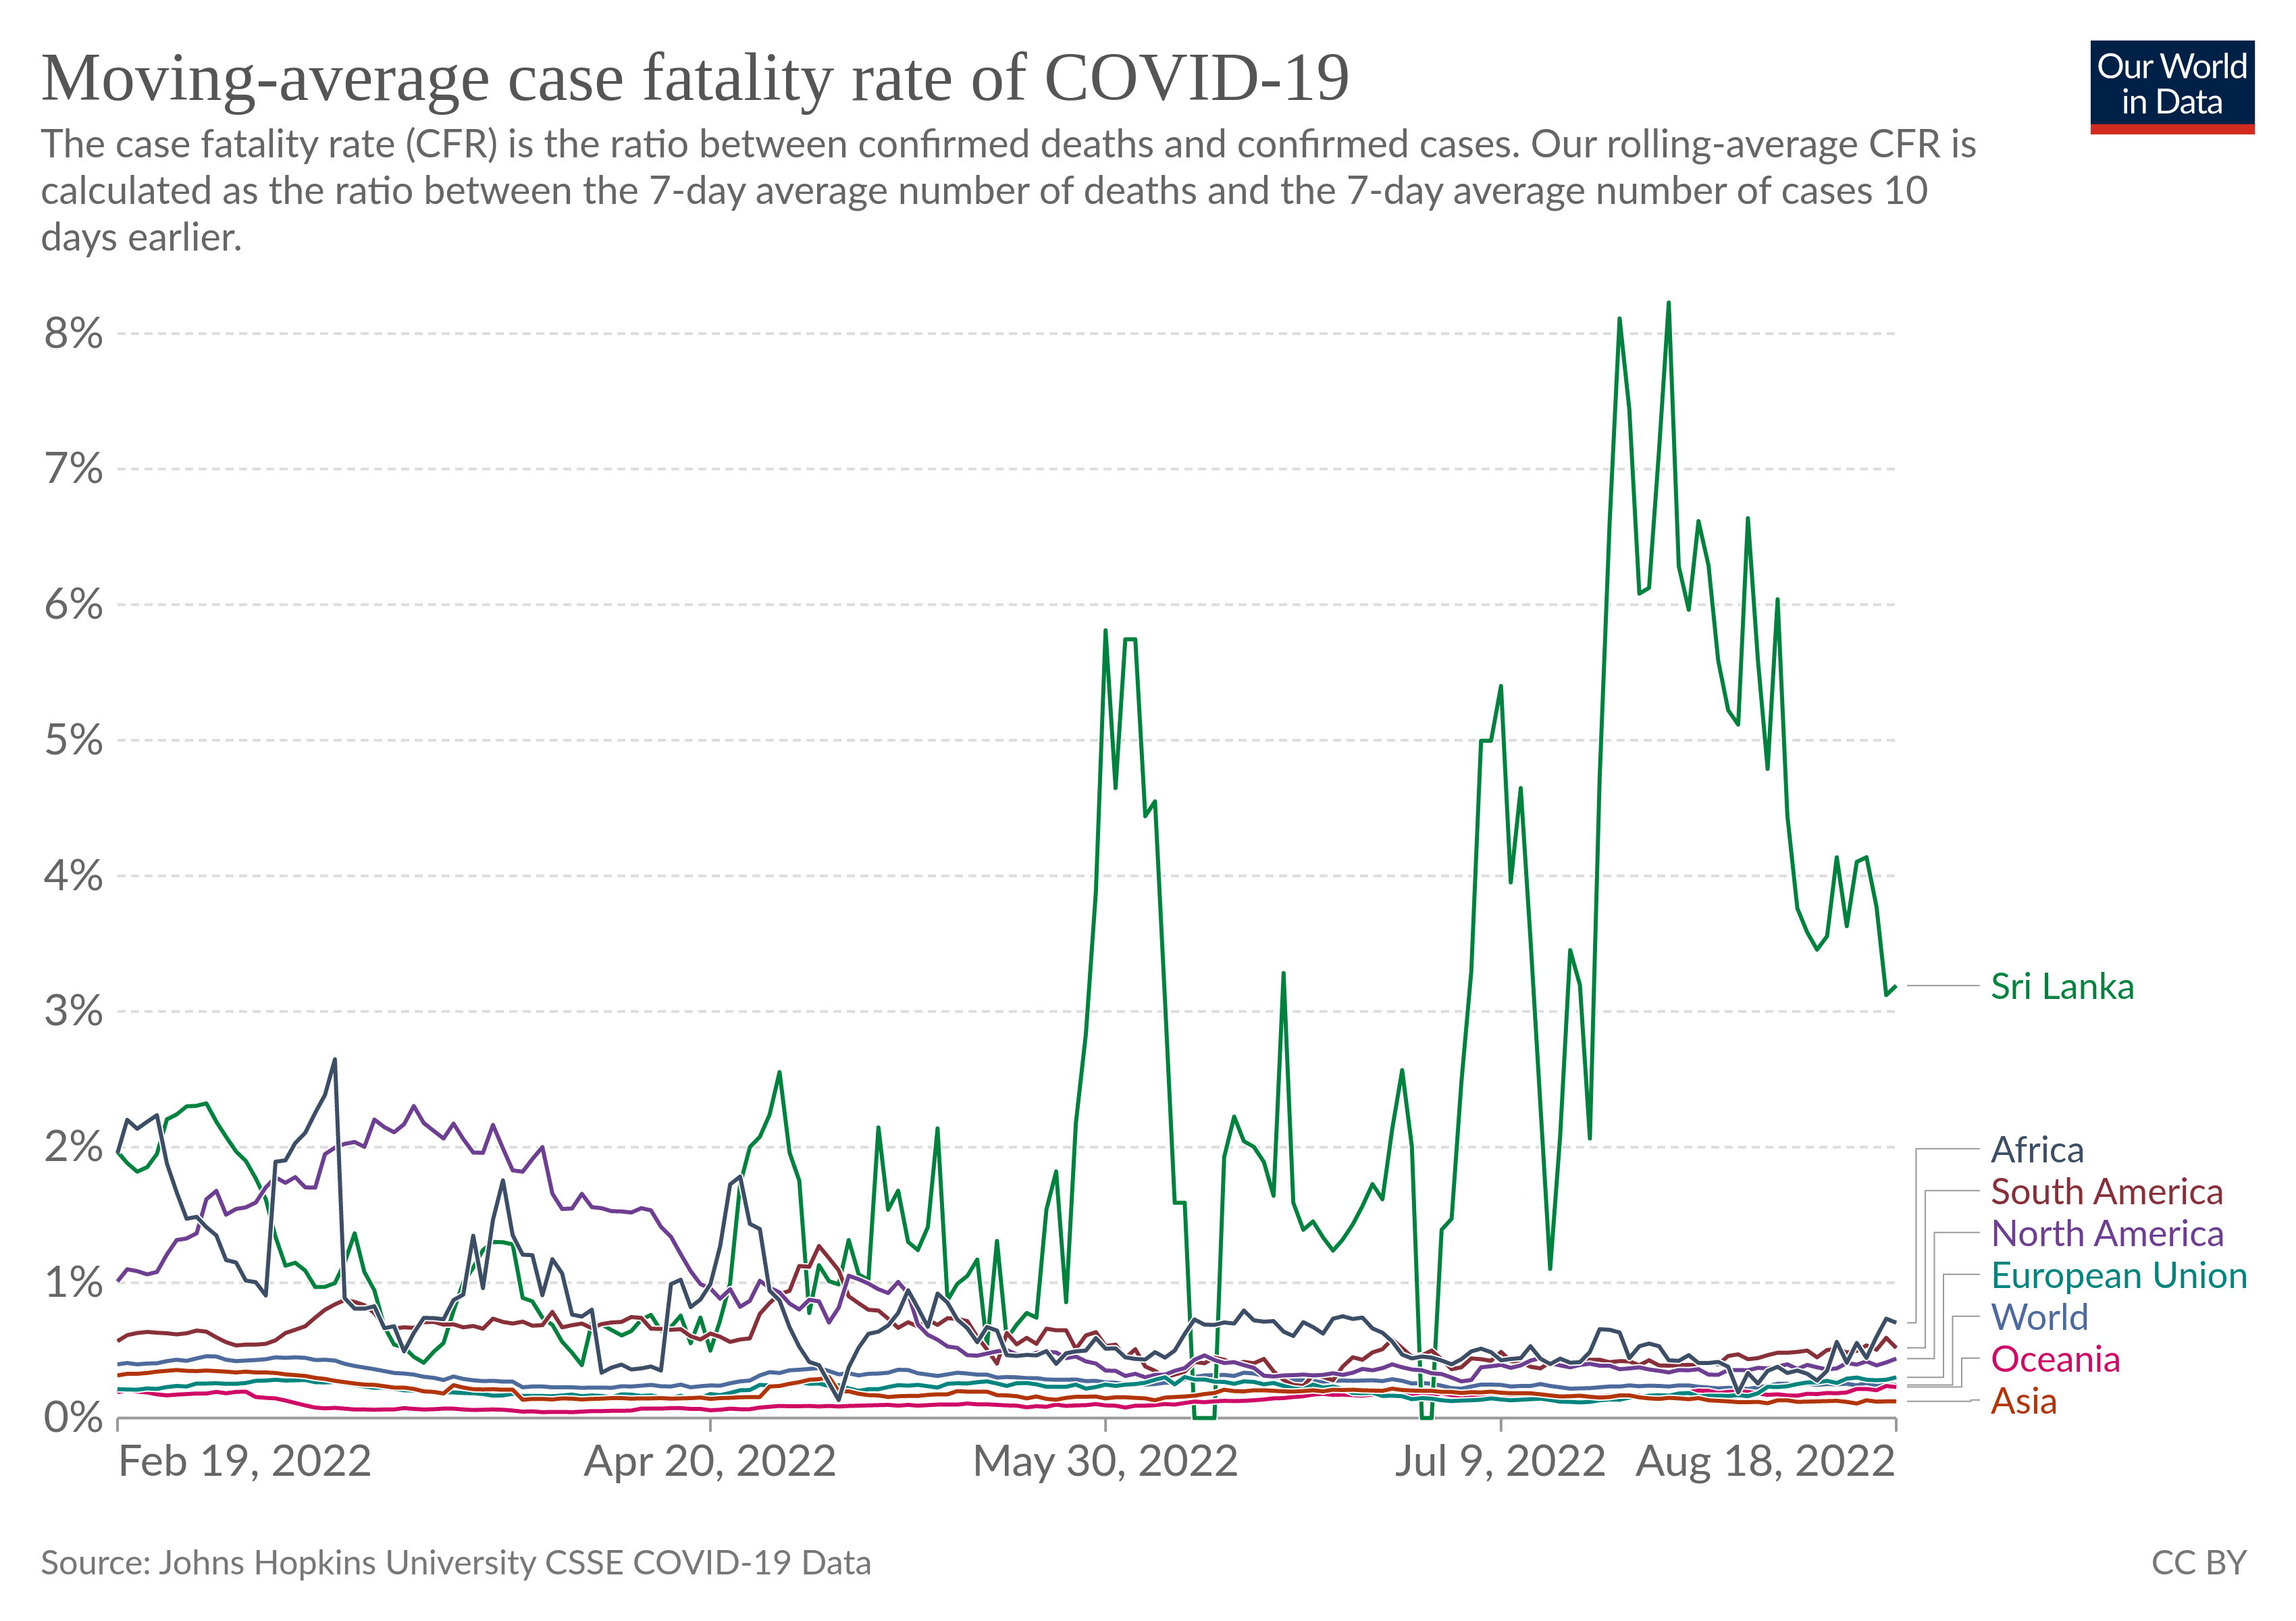 Moving-average case fatality rate of COVID-19
Our World
in Data
The case fatality rate (CFR) is the ratio between confirmed deaths and confirmed cases. Our rolling-average CFR is
calculated as the ratio between the 7-day average number of deaths and the 7-day average number of cases 10
days earlier.
8%
7%
6%
5%
4%
3%
2%
1%
0%
Sri Lanka
Africa
South America
North America
European Union
World
Oceania
Asia
Feb 19, 2022
Apr 20, 2022
May 30, 2022
Jul 9, 2022
Aug 18, 2022
Source: Johns Hopkins University CSSE COVID-19 Data
CC BY